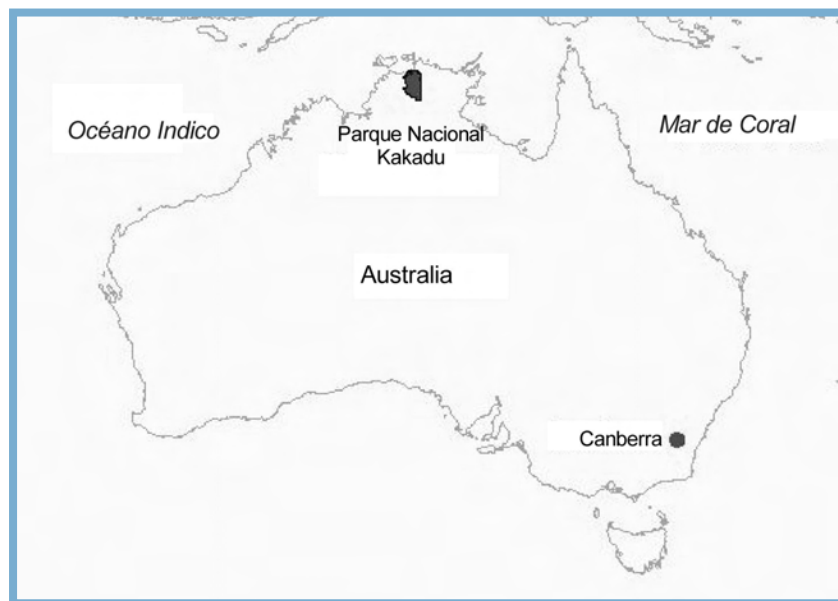 Océano Indico
Mar de Coral
Parque Nacional
Kakadu
Australia
Canberra